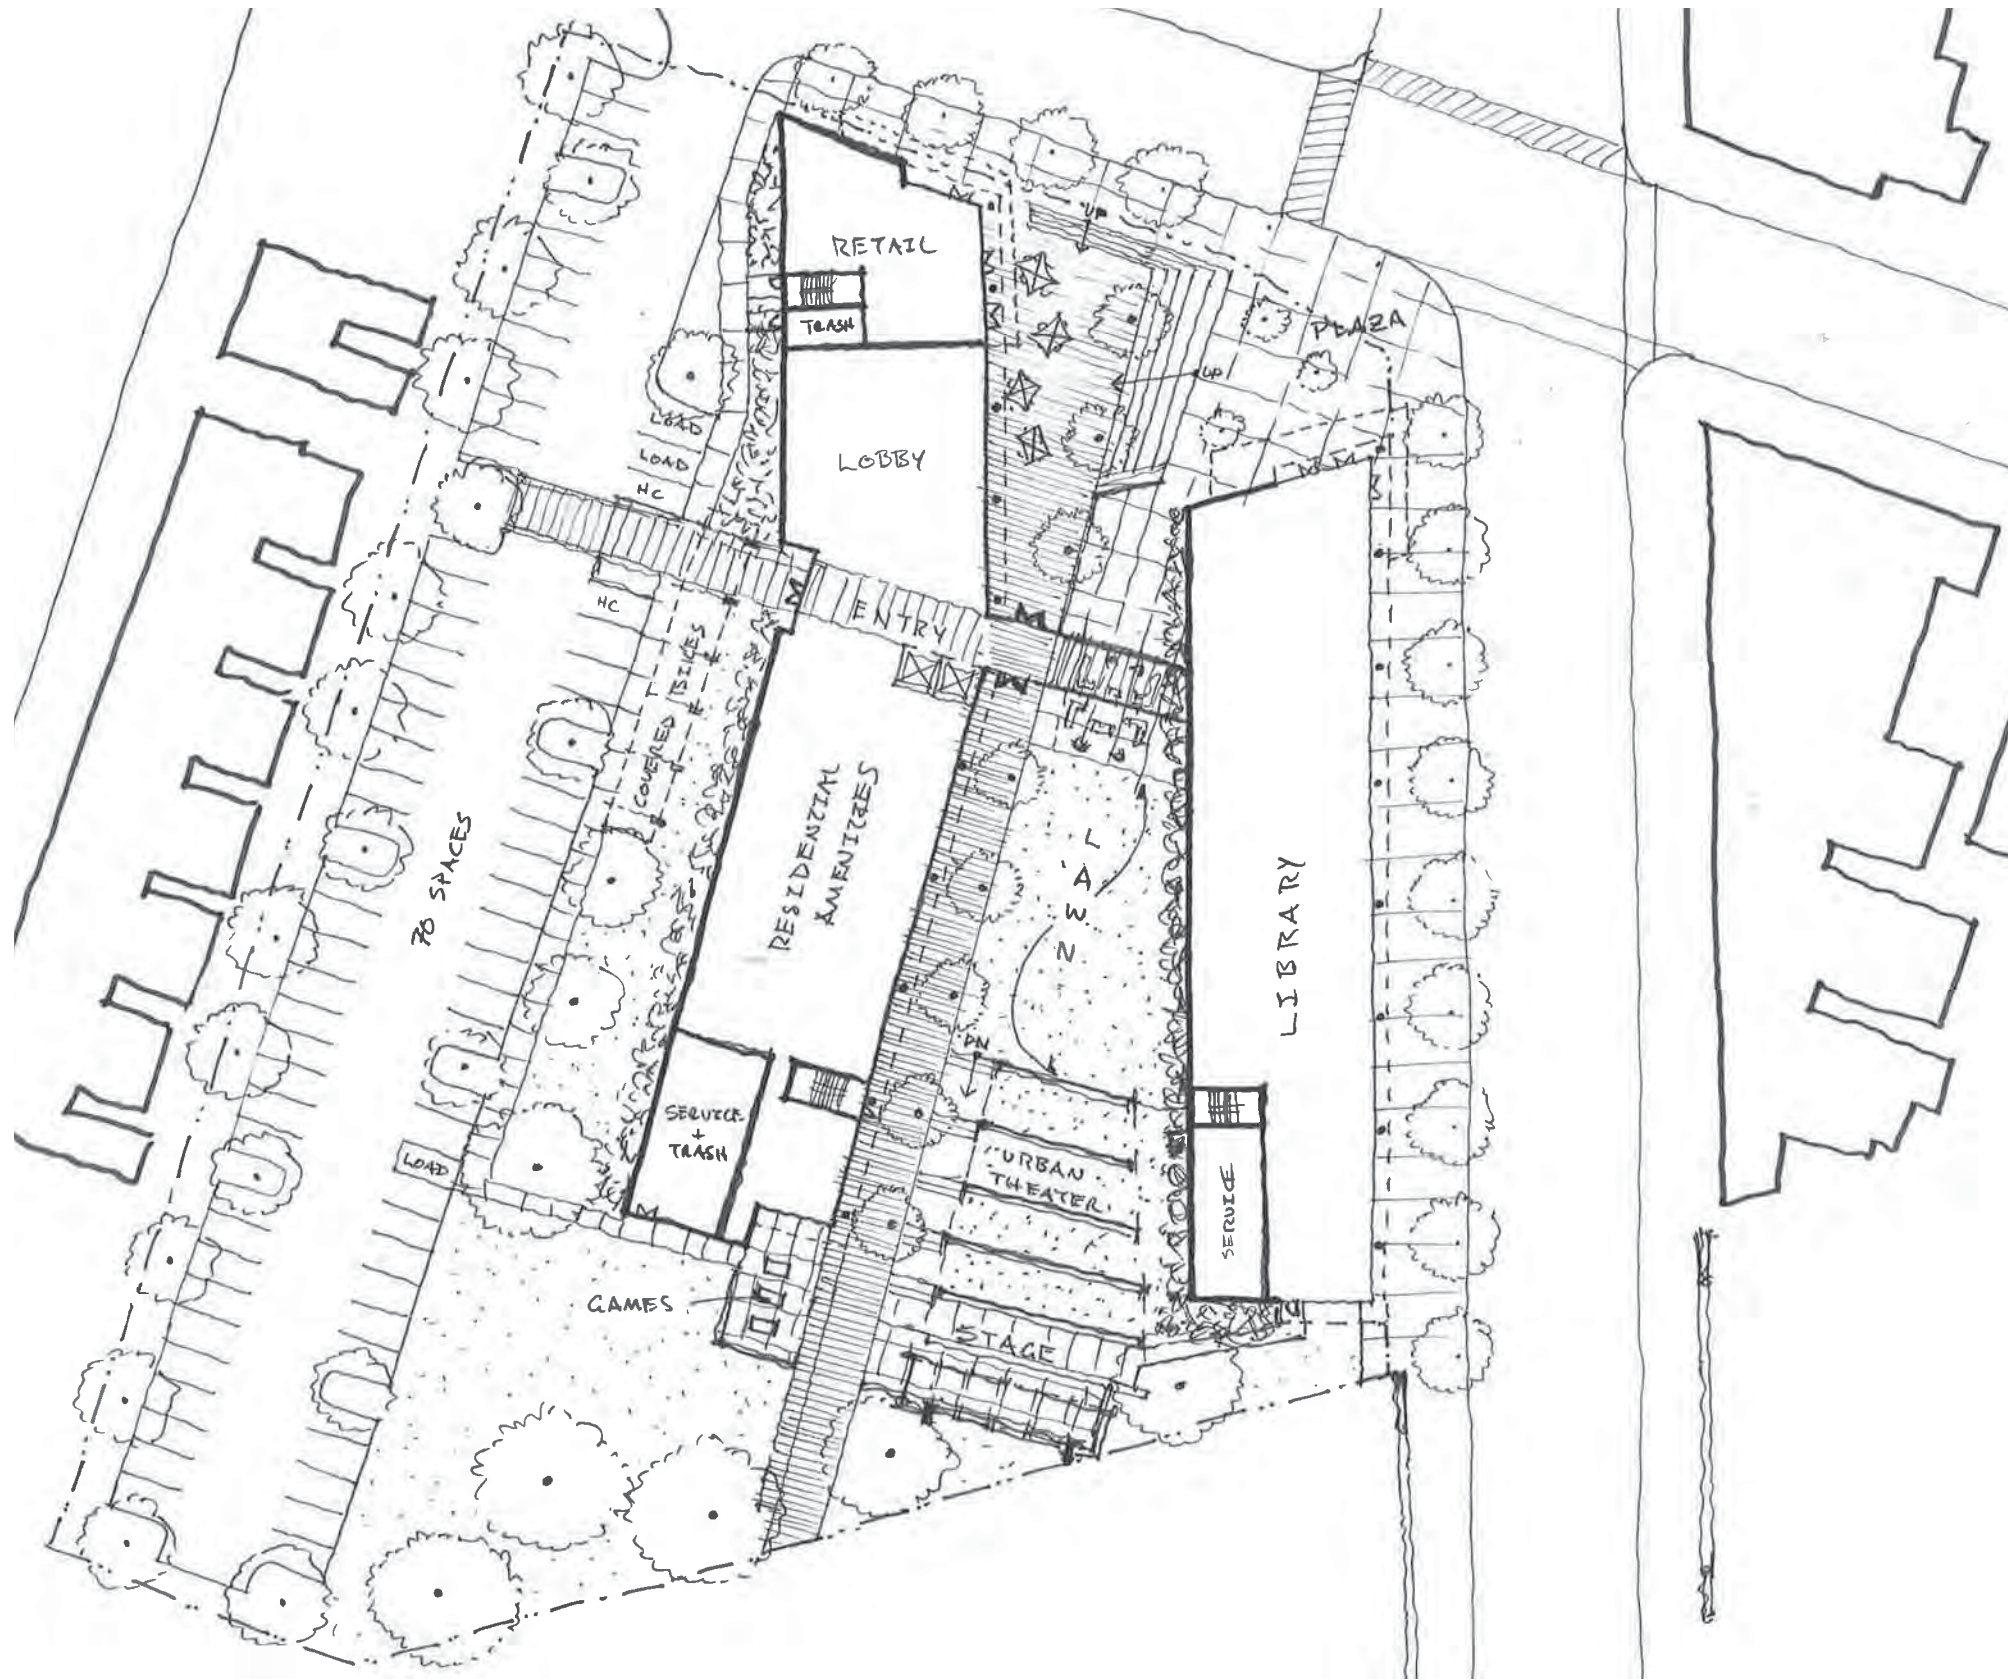 UP
RETAIL
PLAZA
TRASH
UP
LOAD
LOAD
LOBBY
HC
HC
ENTRY
COVERED BIKES
LAWN
RESIDENTIAL
AMENITIES
70 SPACES
LIBRARY
DN
SERVICE
+
TRASH
LOAD
URBAN
THEATER
SERVICE
GAMES
STAGE